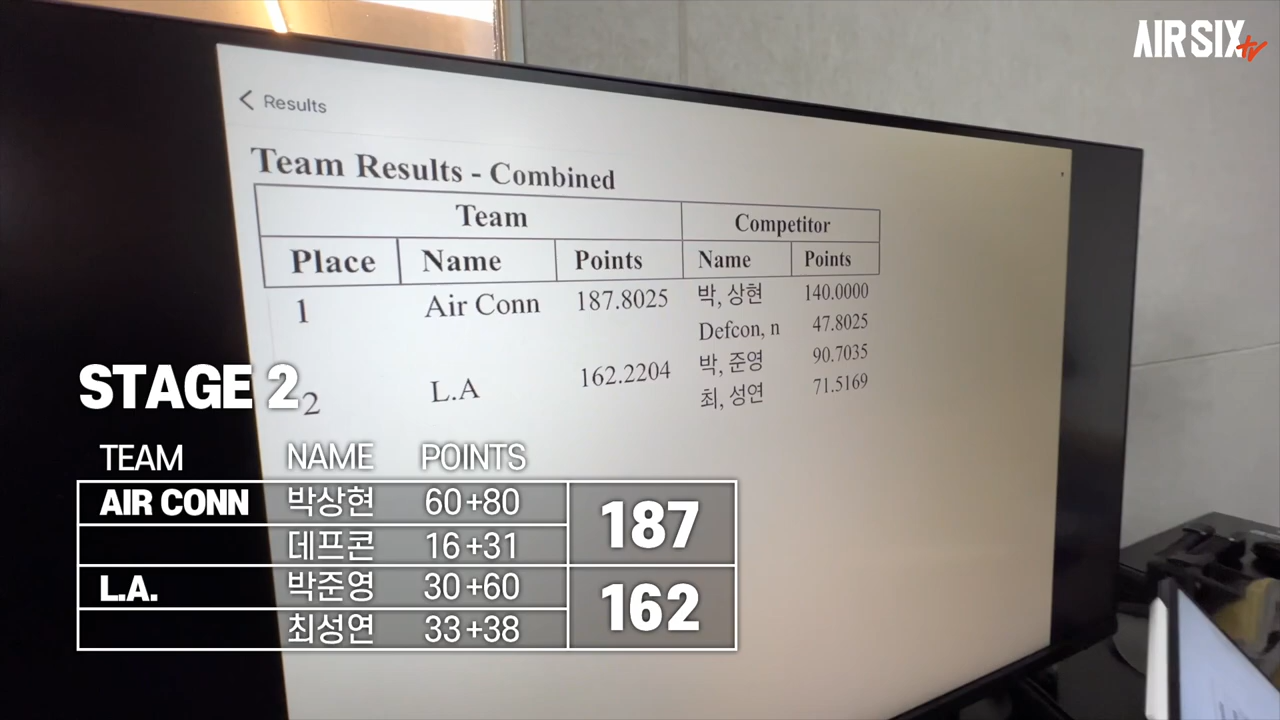 AIRSIX tv
< Results
Team Results - Combined
Team Competitor
Place Name Points Name Points
1 Air Conn 187.8025 박, 상현 140.0000
Defcon, n 47.8025
2 L.A 162.2204 박, 준영 90.7035
최, 성연 71.5169
STAGE 2
TEAM NAME POINTS
AIR CONN 박상현 60+80 187
데프콘 16+31
L.A. 박준영 30+60 162
최성연 33+38